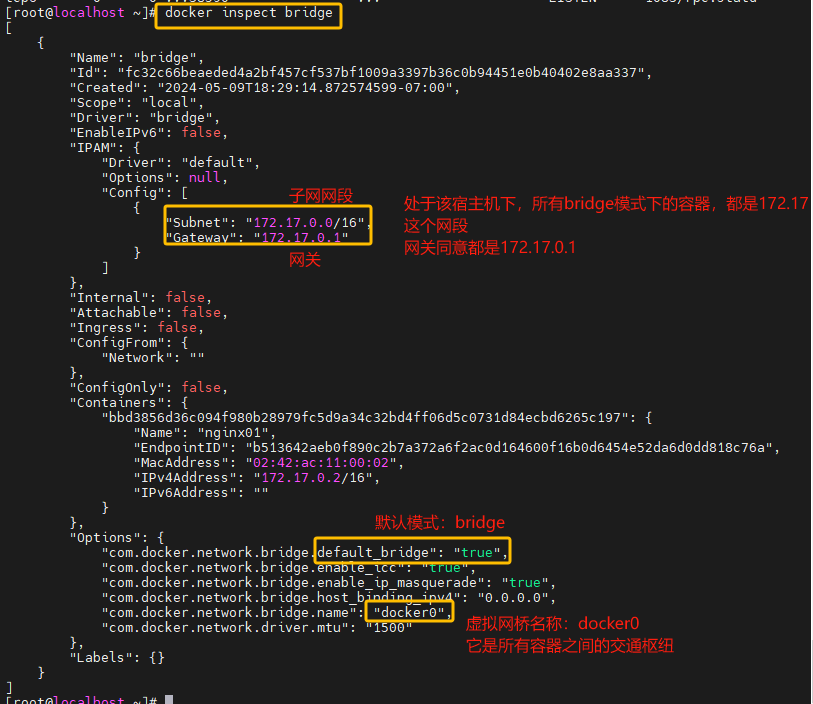 [root@localhost ~]# docker inspect bridge
[
{
"Name": "bridge",
"Id": "fc32c66beaeded4a2bf457cf537bf1009a3397b36c0b94451e0b40402e8aa337",
"Created": "2024-05-09T18:29:14.872574599-07:00",
"Scope": "local",
"Driver": "bridge",
"EnableIPv6": false,
"IPAM": {
"Driver": "default",
"Options": null,
"Config": [
子网网段
{
"Subnet": "172.17.0.0/16",
"Gateway": "172.17.0.1"
处于该宿主机下，所有bridge模式下的容器，都是172.17
这个网段
网关同意都是172.17.0.1
}
网关
]
},
"Internal": false,
"Attachable": false,
"Ingress": false,
"ConfigFrom": {
"Network": ""
},
"ConfigOnly": false,
"Containers": {
"bbd3856d36c094f980b28979fc5d9a34c32bd4ff06d5c0731d84ecbd6265c197": {
"Name": "nginx01",
"EndpointID": "b513642aeb0f890c2b7a372a6f2ac0d164600f16b0d6454e52da6d0dd818c76a",
"MacAddress": "02:42:ac:11:00:02",
"IPv4Address": "172.17.0.2/16",
"IPv6Address": ""
}
},
默认模式：bridge
"Options": {
"com.docker.network.bridge.default_bridge": "true",
"com.docker.network.bridge.enable_icc": "true",
"com.docker.network.bridge.enable_ip_masquerade": "true",
"com.docker.network.bridge.host_binding_ipv4": "0.0.0.0",
"com.docker.network.bridge.name": "docker0",
"com.docker.network.driver.mtu": "1500"
虚拟网桥名称：docker0
它是所有容器之间的交通枢纽
},
"Labels": {}
}
]
[root@localhost ~]#